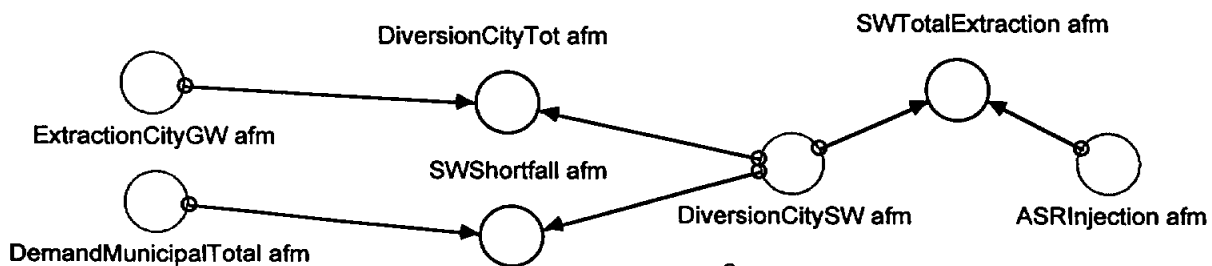 SWTotalExtraction afm
DiversionCityTot afm
ExtractionCityGW afm
SWShortfall afm
DiversionCitySW afm
ASRInjection afm
DemandMunicipalTotal afm